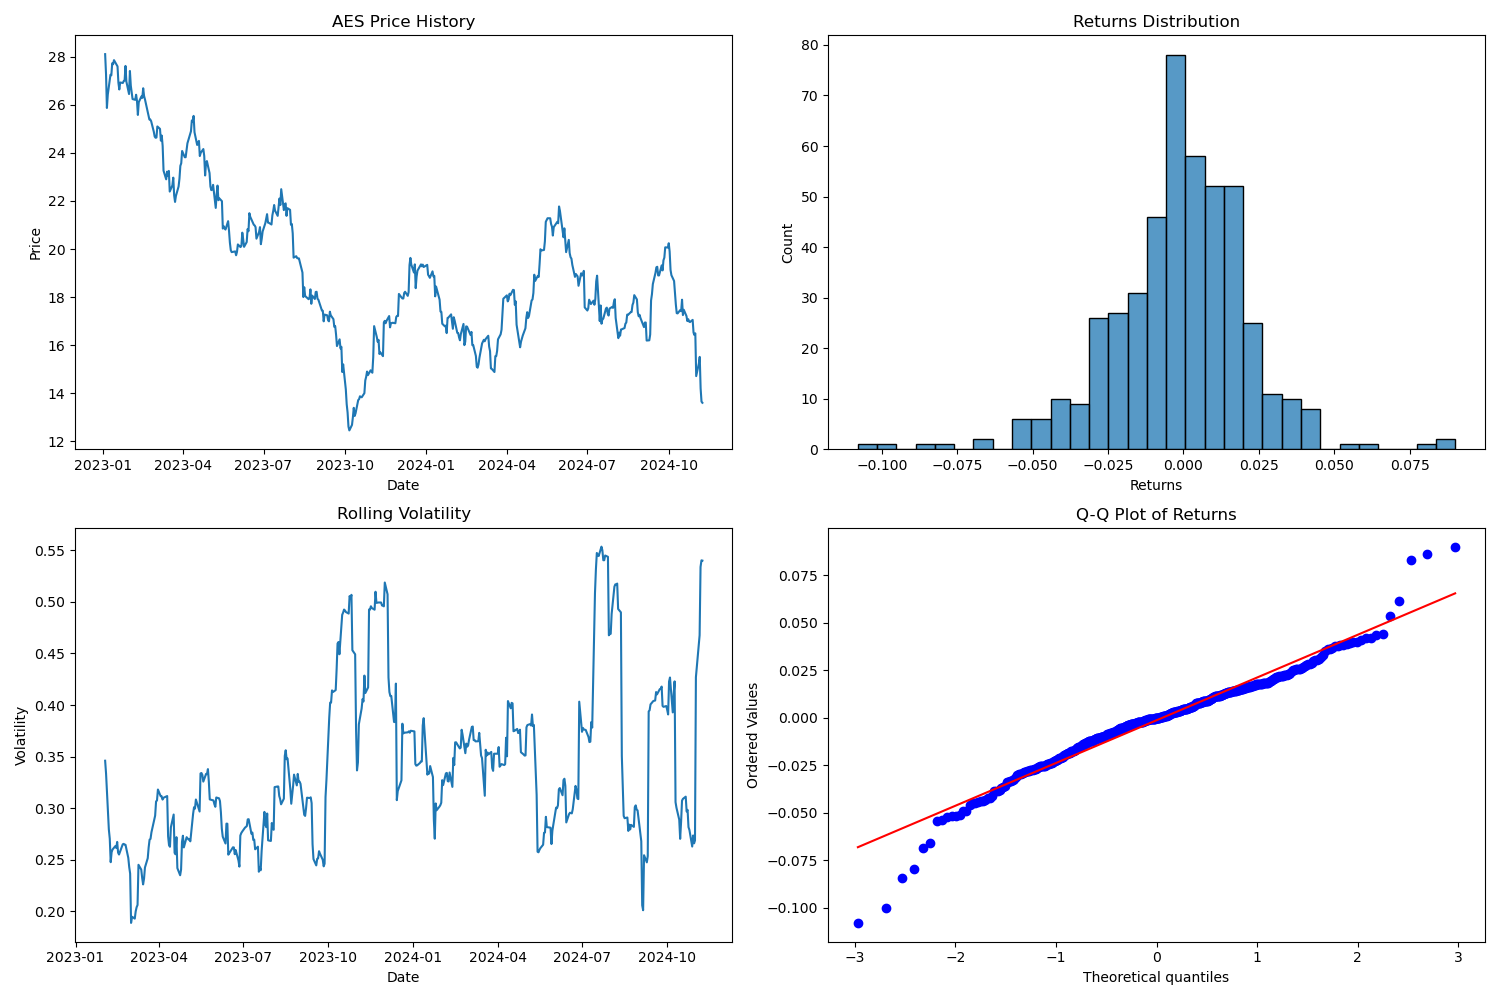 AES Price History
Price
28
26
24
22
20
18
16
14
12
2023-01 2023-04 2023-07 2023-10 2024-01 2024-04 2024-07 2024-10
Date
Returns Distribution
Count
80
70
60
50
40
30
20
10
0
−0.100 −0.075 −0.050 −0.025 0.000 0.025 0.050 0.075
Returns
Rolling Volatility
Volatility
0.55
0.50
0.45
0.40
0.35
0.30
0.25
0.20
2023-01 2023-04 2023-07 2023-10 2024-01 2024-04 2024-07 2024-10
Date
Q-Q Plot of Returns
Ordered Values
0.075
0.050
0.025
0.000
−0.025
−0.050
−0.075
−0.100
−3 −2 −1 0 1 2 3
Theoretical quantiles